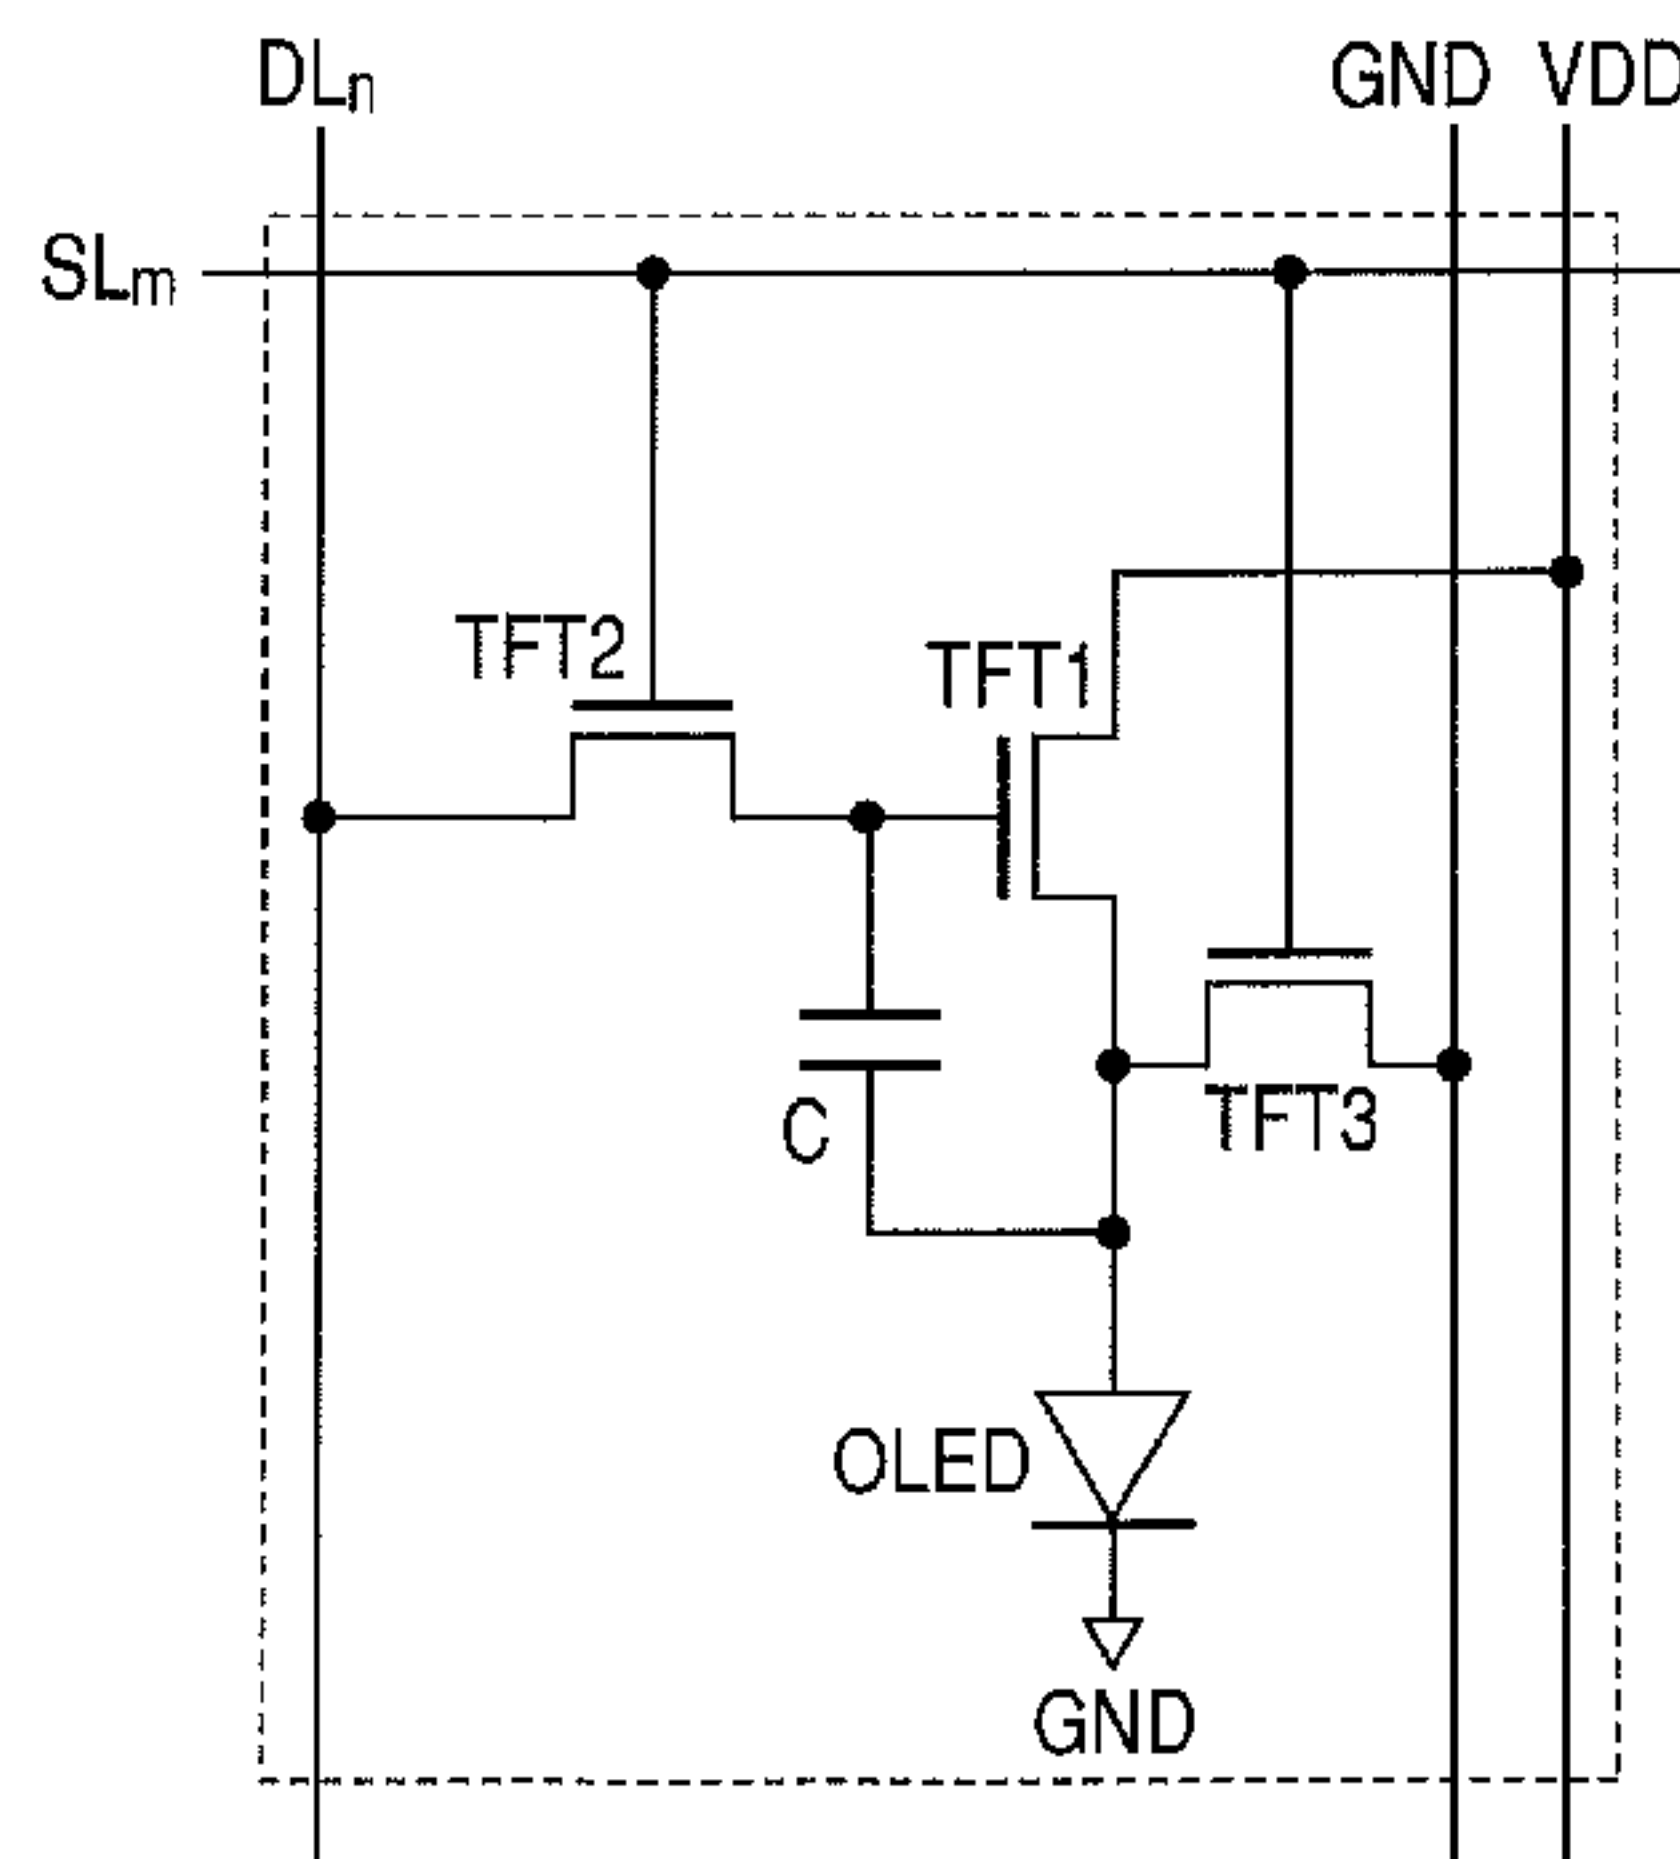 DLn
GND VDD
SLm
TFT2
TFT1
TFT3
C
OLED
GND